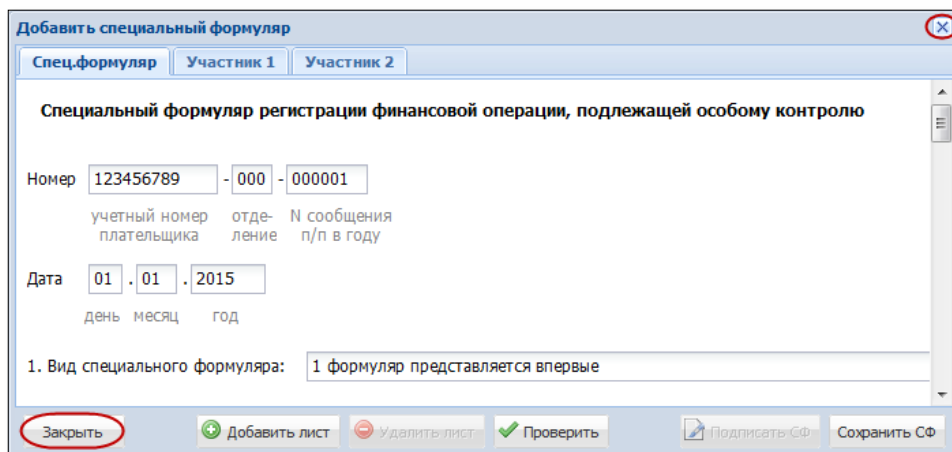 Добавить специальный формуляр
Спец.формуляр Участник 1 Участник 2
Специальный формуляр регистрации финансовой операции, подлежащей особому контролю
Номер 123456789 - 000 - 000001
учетный номер отде- N сообщения
плательщика ление п/п в году
Дата 01 . 01 . 2015
день месяц год
1. Вид специального формуляра: 1 формуляр представляется впервые
Закрыть Добавить лист Удалить лист Проверить Подписать СФ Сохранить СФ